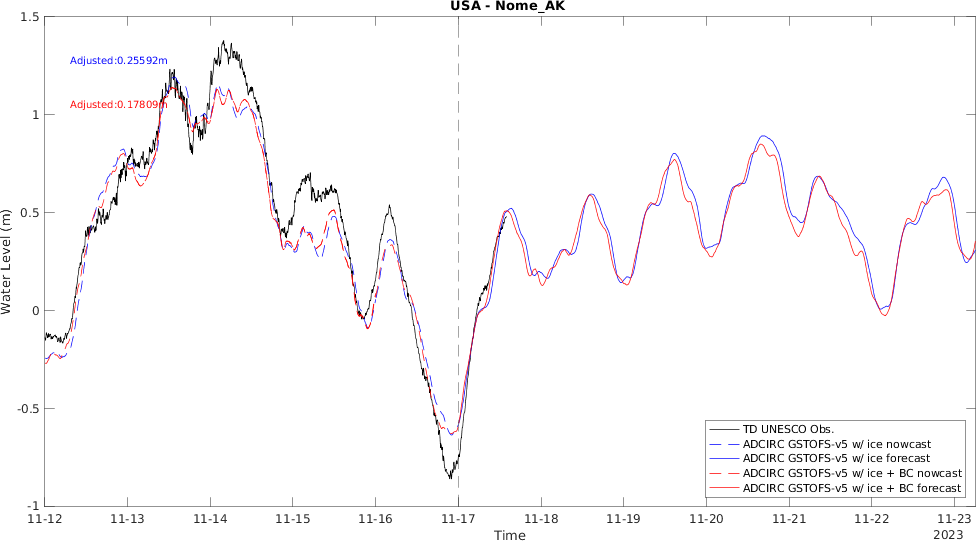 USA - Nome_AK
Adjusted:0.25592m
Adjusted:0.17809m
Water Level (m)
1.5
1
0.5
0
-0.5
-1
TD UNESCO Obs.
ADCIRC GSTOFS-v5 w/ ice nowcast
ADCIRC GSTOFS-v5 w/ ice forecast
ADCIRC GSTOFS-v5 w/ ice + BC nowcast
ADCIRC GSTOFS-v5 w/ ice + BC forecast
11-12 11-13 11-14 11-15 11-16 11-17 11-18 11-19 11-20 11-21 11-22 11-23
Time
2023